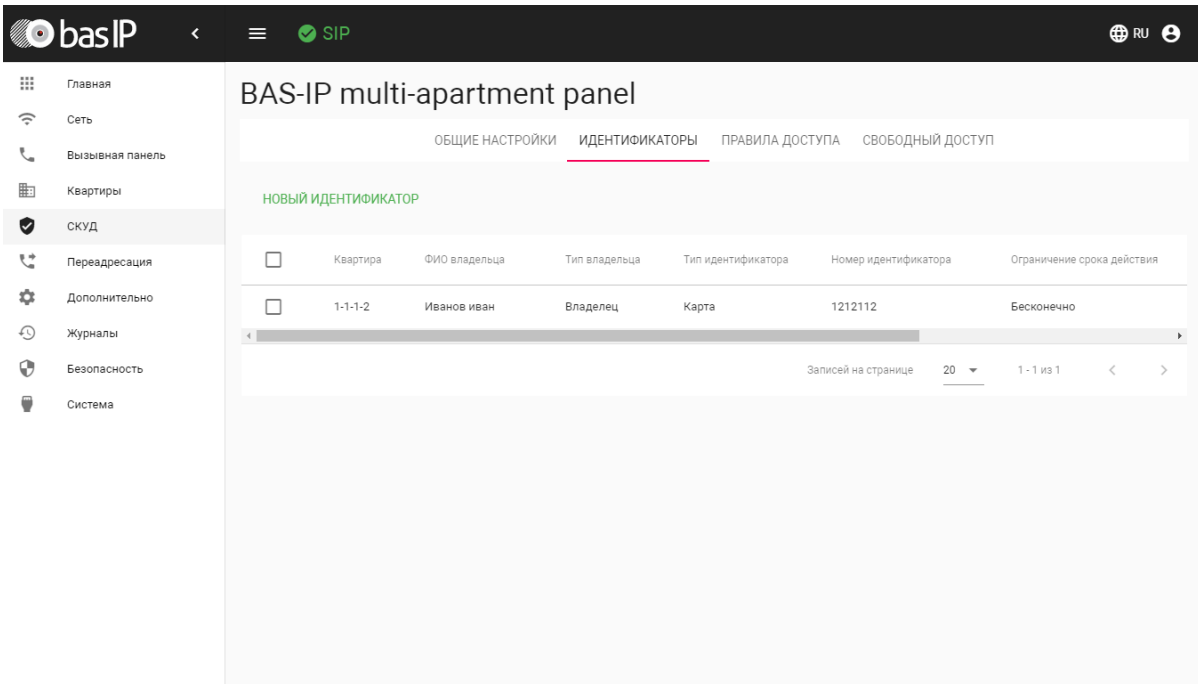 bas IP
SIP
RU
Главная
Сеть
Вызывная панель
Квартиры
СКУД
Переадресация
Дополнительно
Журналы
Безопасность
Система
BAS-IP multi-apartment panel
ОБЩИЕ НАСТРОЙКИ ИДЕНТИФИКАТОРЫ ПРАВИЛА ДОСТУПА СВОБОДНЫЙ ДОСТУП
НОВЫЙ ИДЕНТИФИКАТОР
Квартира ФИО владельца Тип владельца Тип идентификатора Номер идентификатора Ограничение срока действия
1-1-1-2 Иванов иван Владелец Карта 1212112 Бесконечно
Записей на странице 20 1 - 1 из 1